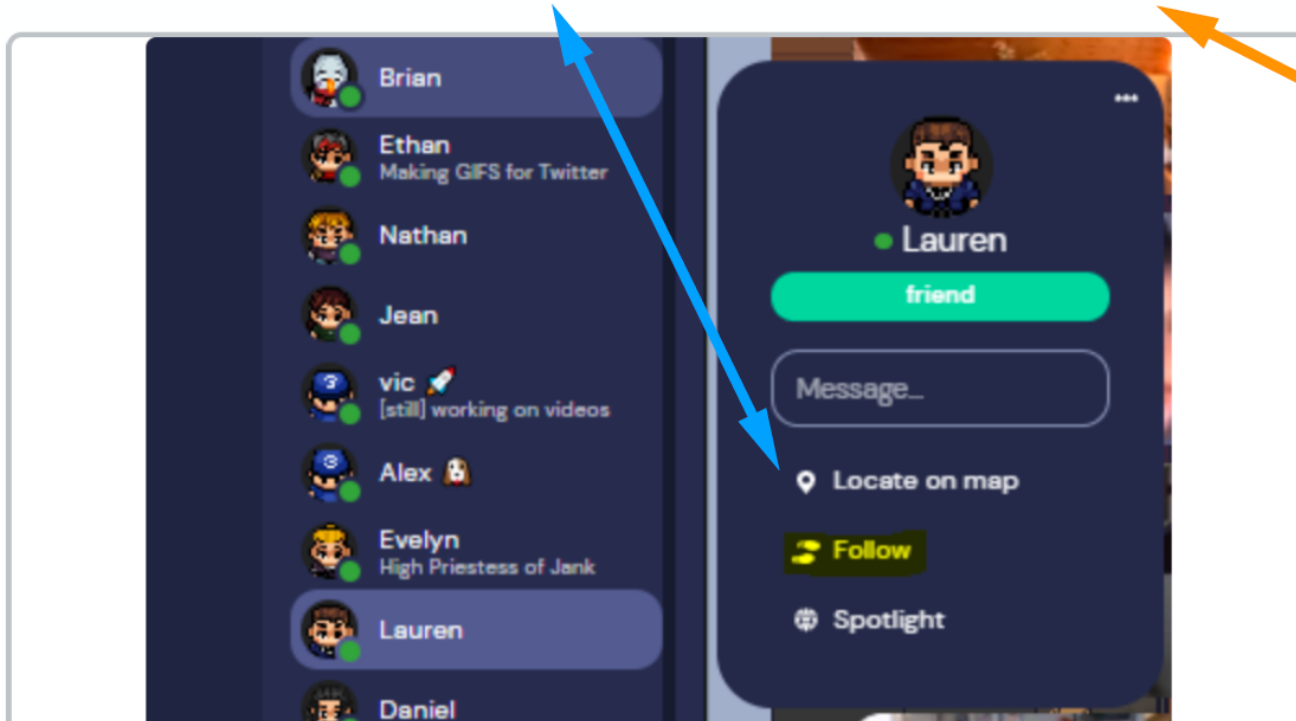 Brian
Ethan
Making GIFS for Twitter
Nathan
Jean
vic 🚀
[still] working on videos
Alex
Evelyn
High Priestess of Jank
Lauren
Daniel
Lauren
friend
Message...
Locate on map
Follow
Spotlight